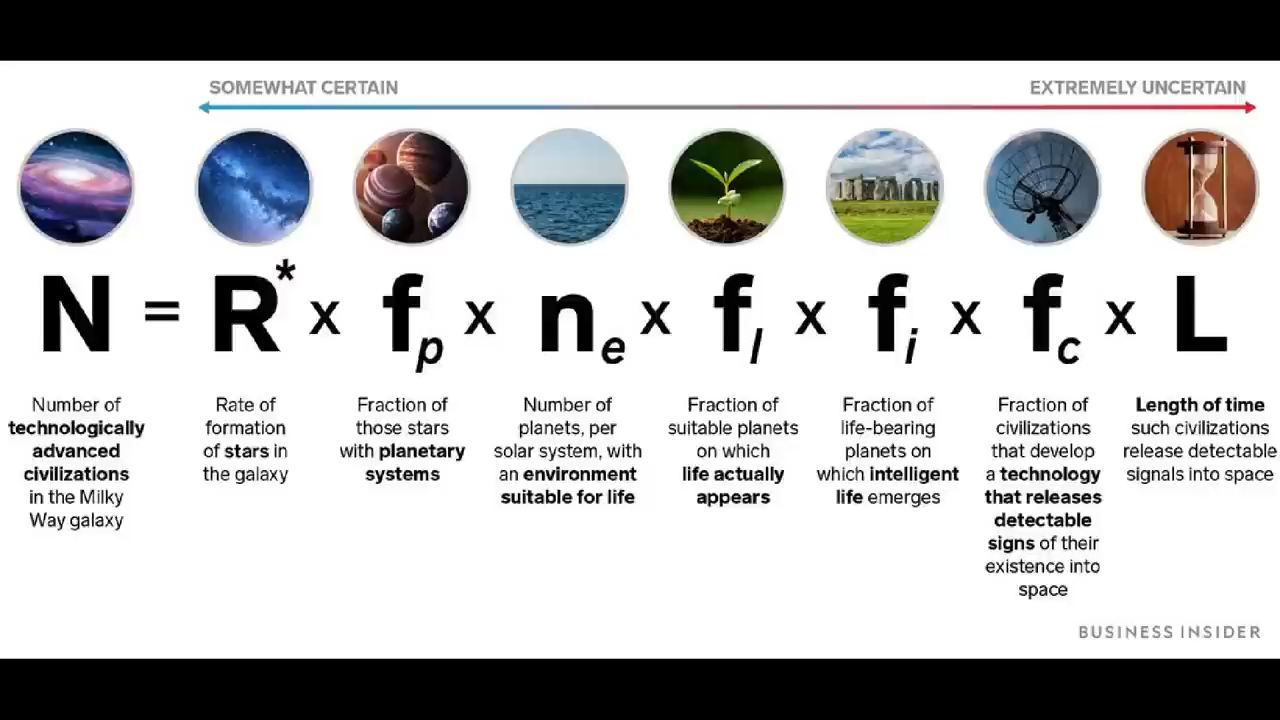 SOMEWHAT CERTAIN
EXTREMELY UNCERTAIN
N = R* x fp x ne x fl x fi x fc x L
Number of
technologically
advanced
civilizations
in the Milky
Way galaxy
Rate of
formation
of stars in
the galaxy
Fraction of
those stars
with planetary
systems
Number of
planets, per
solar system, with
an environment
suitable for life
Fraction of
suitable planets
on which
life actually
appears
Fraction of
life-bearing
planets on
which intelligent
life emerges
Fraction of
civilizations
that develop
a technology
that releases
detectable
signs of their
existence into
space
Length of time
such civilizations
release detectable
signals into space
BUSINESS INSIDER